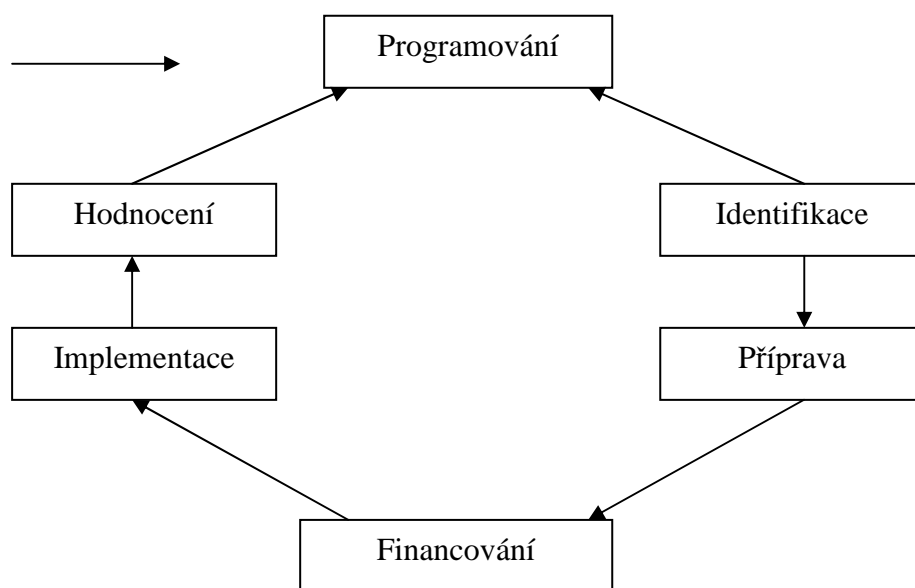 Programování
Hodnocení
Identifikace
Implementace
Příprava
Financování